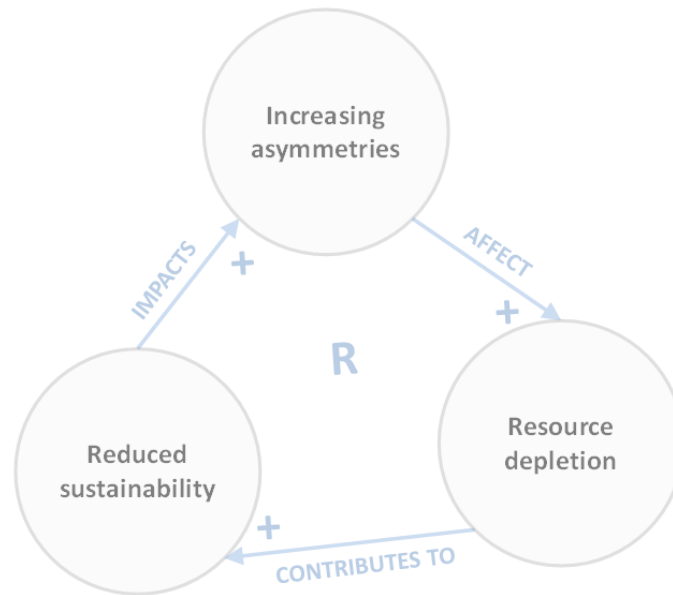 Increasing
asymmetries
AFFECT
+
Resource
depletion
CONTRIBUTES TO
+
Reduced
sustainability
IMPACTS
+
R